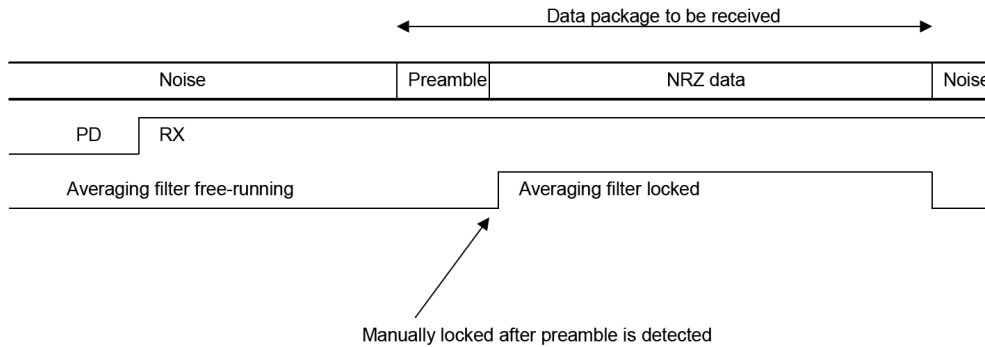 Data package to be received
Noise Preamble NRZ data Noise
PD RX
Averaging filter free-running Averaging filter locked
Manually locked after preamble is detected